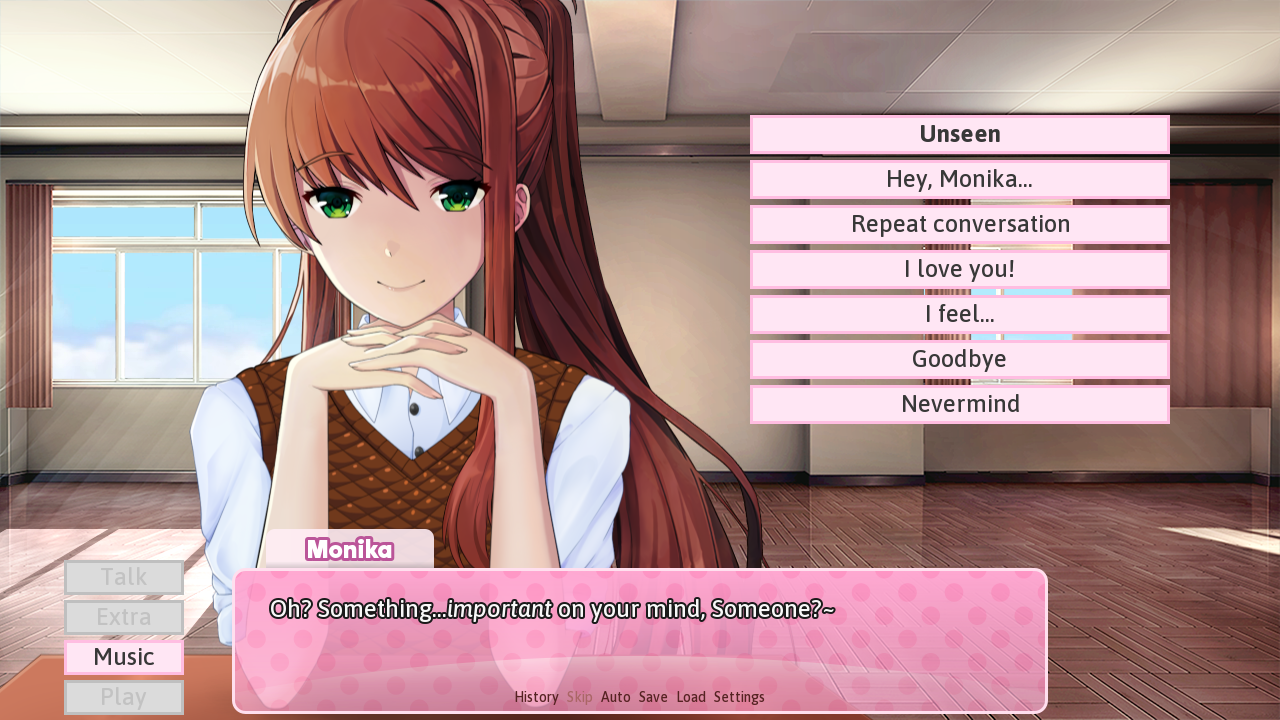 Unseen
Hey, Monika...
Repeat conversation
I love you!
I feel...
Goodbye
Nevermind
Monika
Oh? Something...important on your mind, Someone?~
Talk
Extra
Music
Play
History Skip Auto Save Load Settings